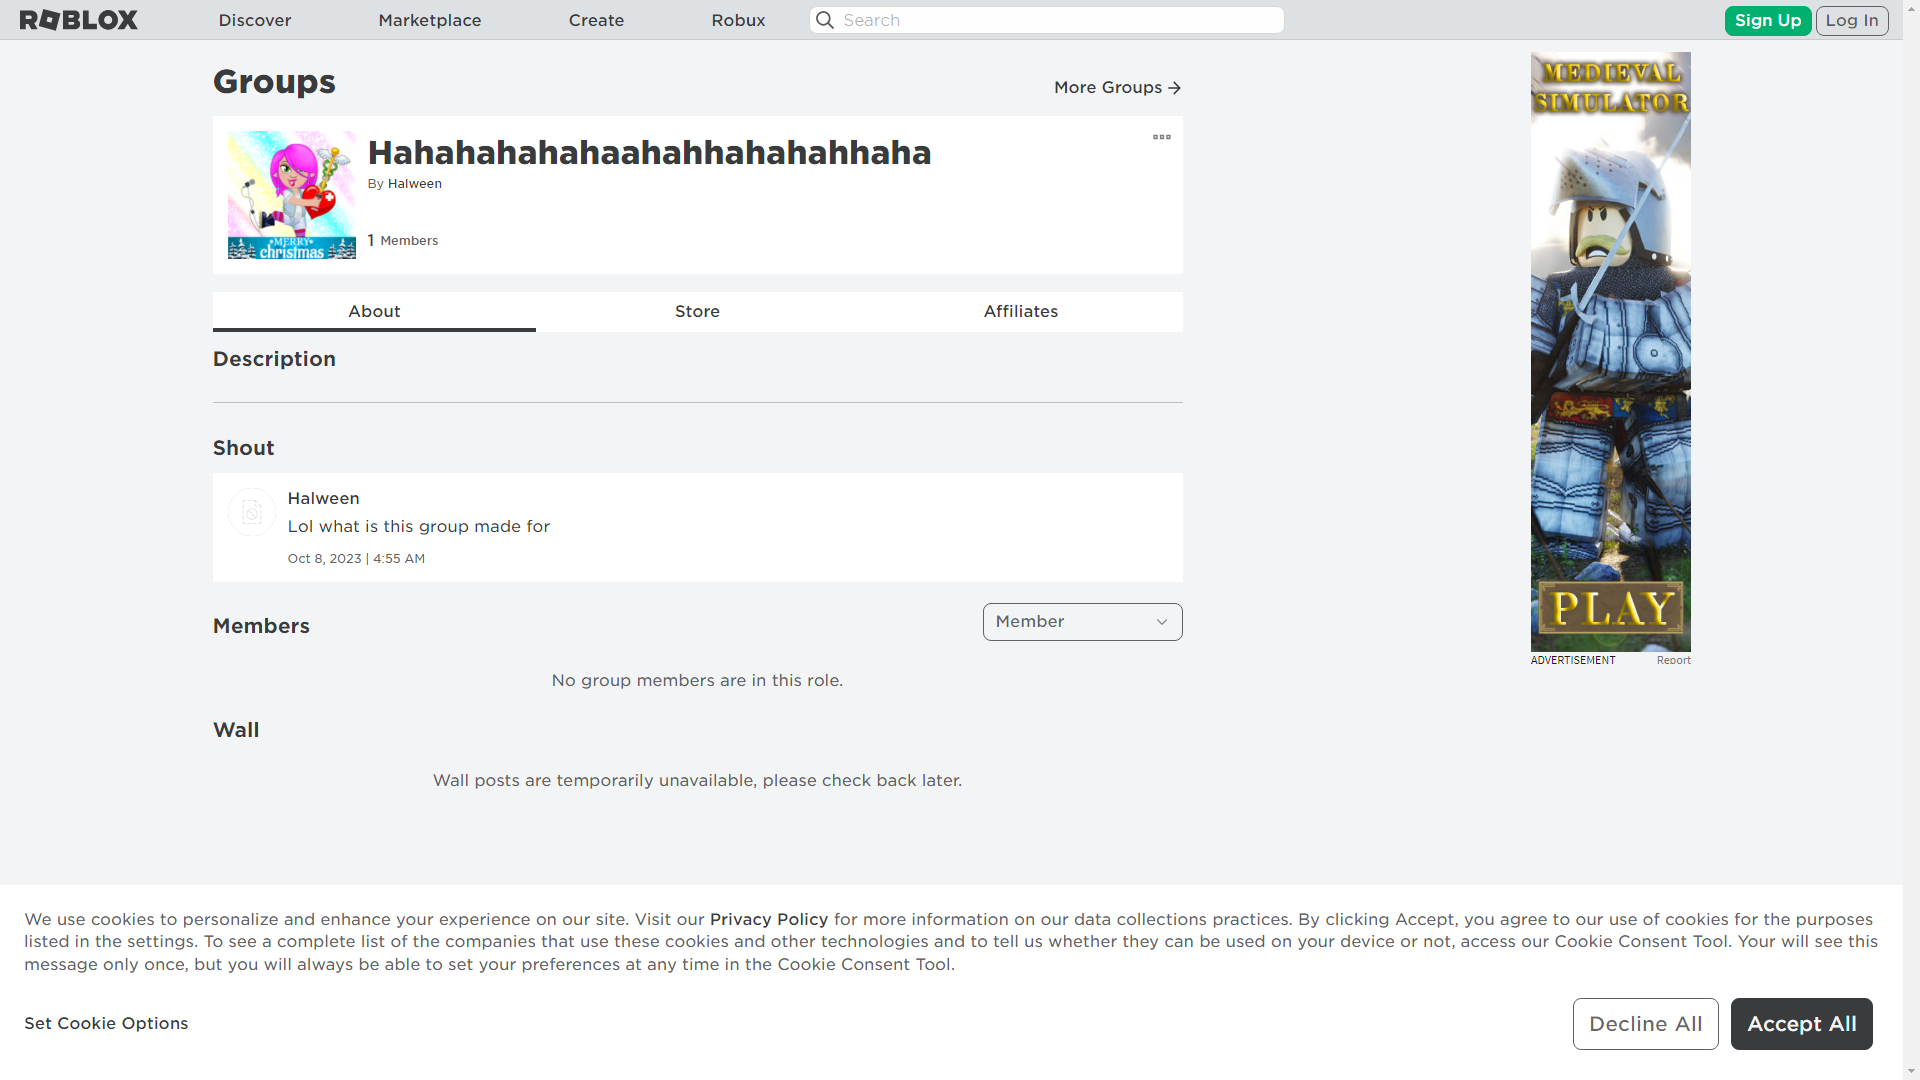 ROBLOX
Discover
Marketplace
Create
Robux
Search
Sign Up
Log In
Groups
More Groups
Hahahahahahaahahhahahahhaha
By Halween
1 Members
MERRY
christmas
About
Store
Affiliates
Description
Shout
Halween
Lol what is this group made for
Oct 8, 2023 | 4:55 AM
Members
Member
No group members are in this role.
Wall
Wall posts are temporarily unavailable, please check back later.
MEDIEVAL
SIMULATOR
PLAY
ADVERTISEMENT
Report
We use cookies to personalize and enhance your experience on our site. Visit our Privacy Policy for more information on our data collections practices. By clicking Accept, you agree to our use of cookies for the purposes
listed in the settings. To see a complete list of the companies that use these cookies and other technologies and to tell us whether they can be used on your device or not, access our Cookie Consent Tool. Your will see this
message only once, but you will always be able to set your preferences at any time in the Cookie Consent Tool.
Set Cookie Options
Decline All
Accept All